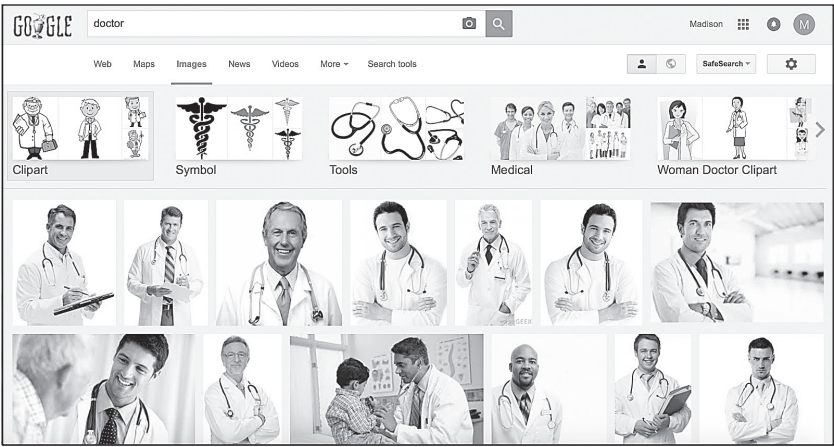 GOOGLE
doctor
Madison
M
Web Maps Images News Videos More Search tools
SafeSearch
Clipart
Symbol
Tools
Medical
Woman Doctor Clipart